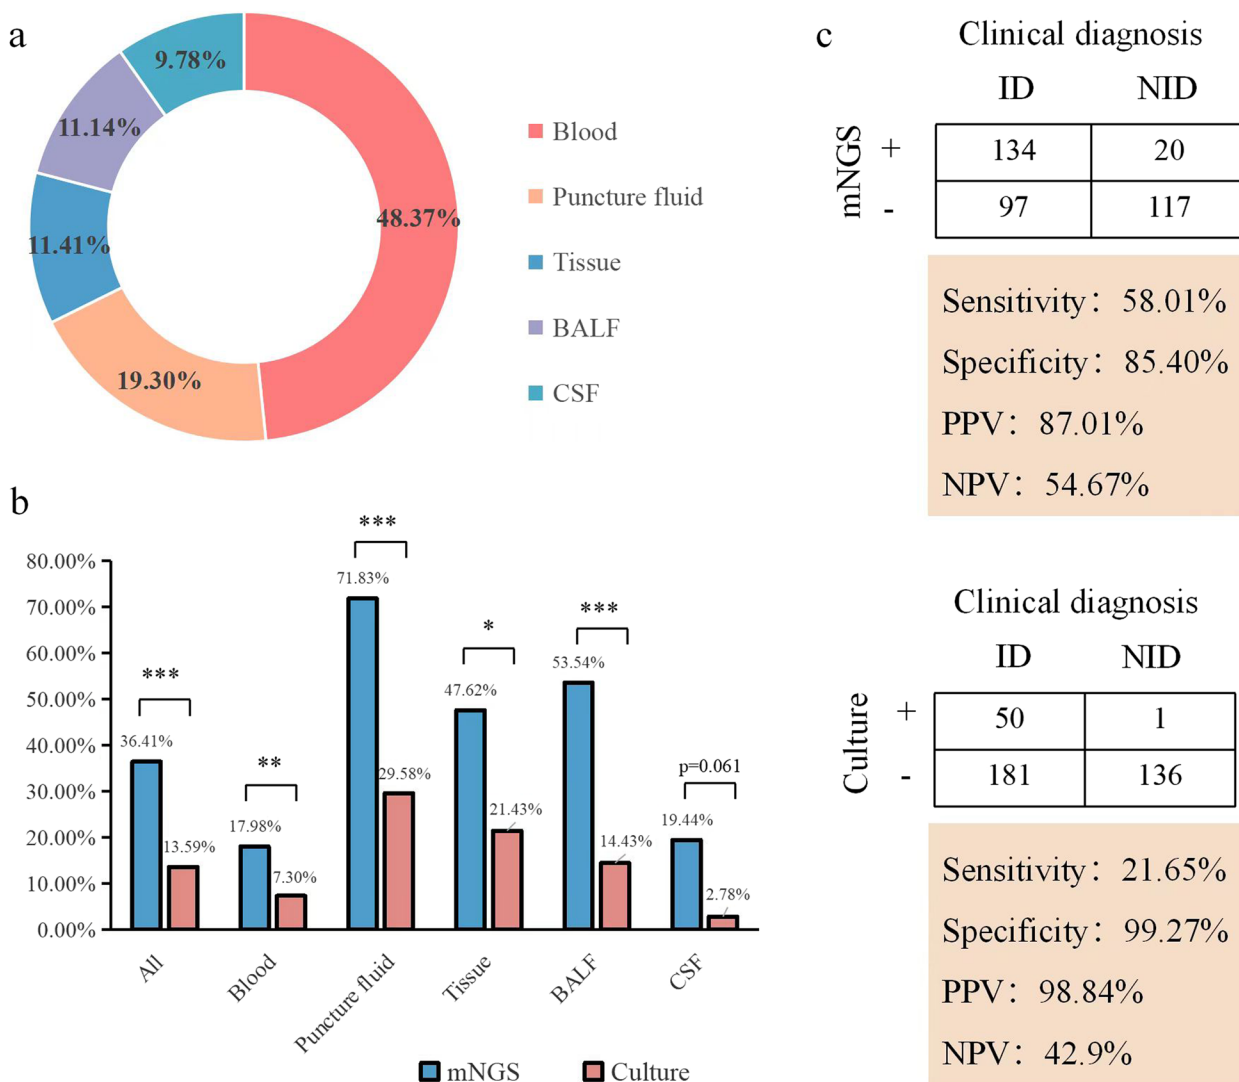 a
9.78%
11.14%
11.41%
19.30%
48.37%
Blood
Puncture fluid
Tissue
BALF
CSF
b
80.00%
70.00%
60.00%
50.00%
40.00%
30.00%
20.00%
10.00%
0.00%
***
36.41%
13.59%
**
17.98%
7.30%
***
71.83%
29.58%
*
47.62%
21.43%
***
53.54%
14.43%
p=0.061
19.44%
2.78%
All
Blood
Puncture fluid
Tissue
BALF
CSF
mNGS
Culture
c
Clinical diagnosis
ID NID
mNGS
+ 134 20
- 97 117
Sensitivity: 58.01%
Specificity: 85.40%
PPV: 87.01%
NPV: 54.67%
Clinical diagnosis
ID NID
Culture
+ 50 1
- 181 136
Sensitivity: 21.65%
Specificity: 99.27%
PPV: 98.84%
NPV: 42.9%